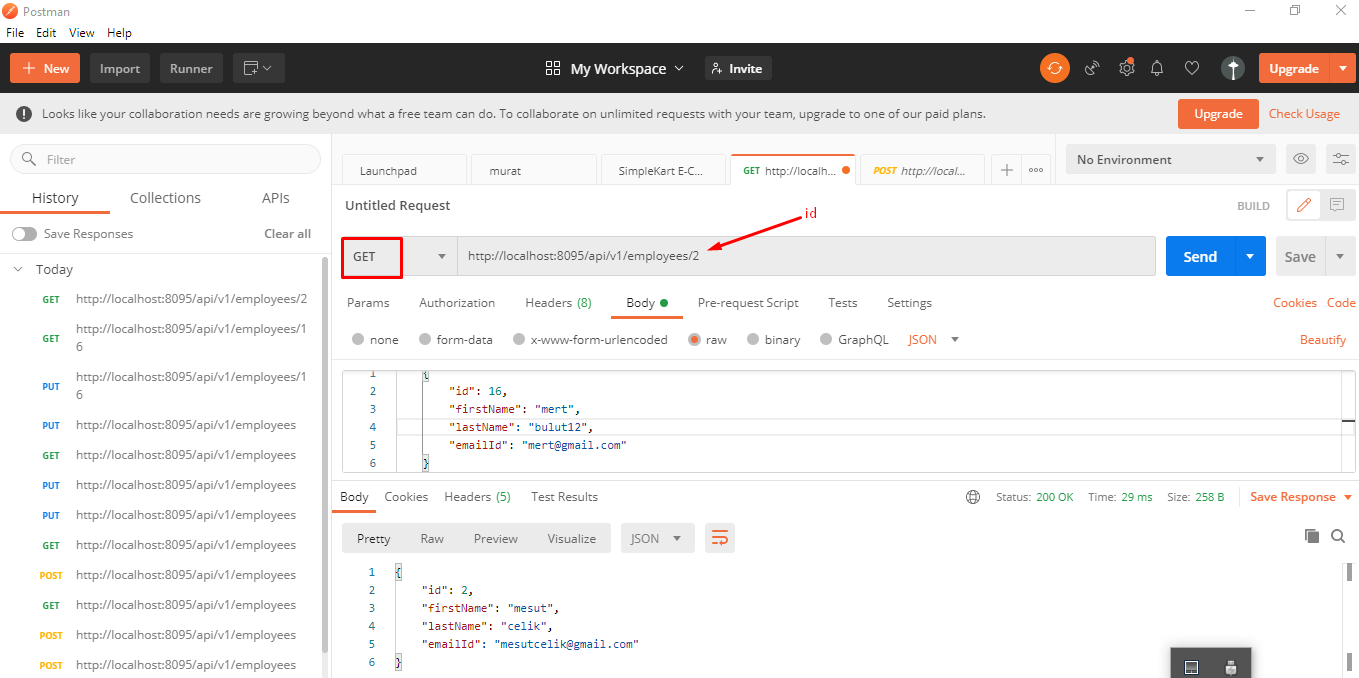 Postman
File Edit View Help
New Import Runner My Workspace Invite Upgrade
Looks like your collaboration needs are growing beyond what a free team can do. To collaborate on unlimited requests with your team, upgrade to one of our paid plans. Upgrade Check Usage
Filter
History Collections APIs
Save Responses Clear all
Today
GET http://localhost:8095/api/v1/employees/2
GET http://localhost:8095/api/v1/employees/1
6
PUT http://localhost:8095/api/v1/employees/1
6
PUT http://localhost:8095/api/v1/employees
GET http://localhost:8095/api/v1/employees
PUT http://localhost:8095/api/v1/employees
PUT http://localhost:8095/api/v1/employees
GET http://localhost:8095/api/v1/employees
POST http://localhost:8095/api/v1/employees
GET http://localhost:8095/api/v1/employees
POST http://localhost:8095/api/v1/employees
POST http://localhost:8095/api/v1/employees
Launchpad murat SimpleKart E-C... GET http://localh... POST http://local... No Environment
Untitled Request BUILD
id
GET http://localhost:8095/api/v1/employees/2 Send Save
Params Authorization Headers (8) Body Pre-request Script Tests Settings Cookies Code
none form-data x-www-form-urlencoded raw binary GraphQL JSON Beautify
1 {
2 "id": 16,
3 "firstName": "mert",
4 "lastName": "bulut12",
5 "emailId": "mert@gmail.com"
6 }
Body Cookies Headers (5) Test Results Status: 200 OK Time: 29 ms Size: 258 B Save Response
Pretty Raw Preview Visualize JSON
1 {
2 "id": 2,
3 "firstName": "mesut",
4 "lastName": "celik",
5 "emailId": "mesutcelik@gmail.com"
6 }